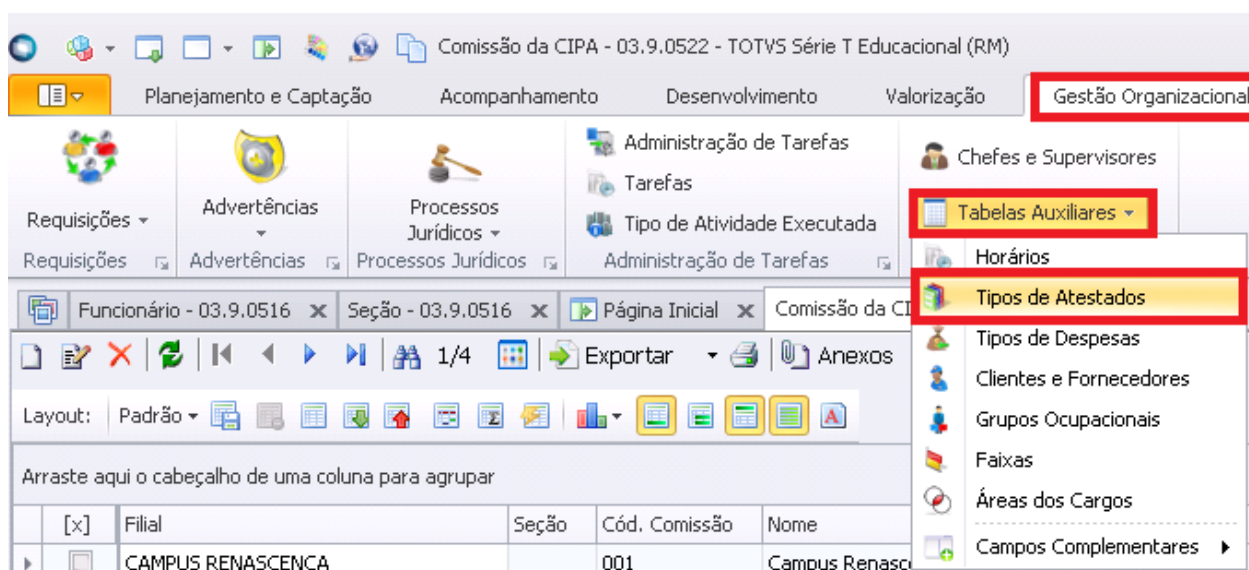 Comissão da CIPA - 03.9.0522 - TOTVS Série T Educacional (RM)
Planejamento e Captação Acompanhamento Desenvolvimento Valorização Gestão Organizacional
Administração de Tarefas
Chefes e Supervisores
Tarefas
Requisições Advertências Processos Jurídicos
Tipo de Atividade Executada
Tabelas Auxiliares
Requisições Advertências Processos Jurídicos Administração de Tarefas
Horários
Tipos de Atestados
Tipos de Despesas
Clientes e Fornecedores
Grupos Ocupacionais
Faixas
Áreas dos Cargos
Campos Complementares
Funcionário - 03.9.0516 Seção - 03.9.0516 Página Inicial Comissão da CI
1/4 Exportar Anexos
Layout: Padrão
Arraste aqui o cabeçalho de uma coluna para agrupar
[x] Filial Seção Cód. Comissão Nome
CAMPUS RENASCENÇA 001 Campus Renasc